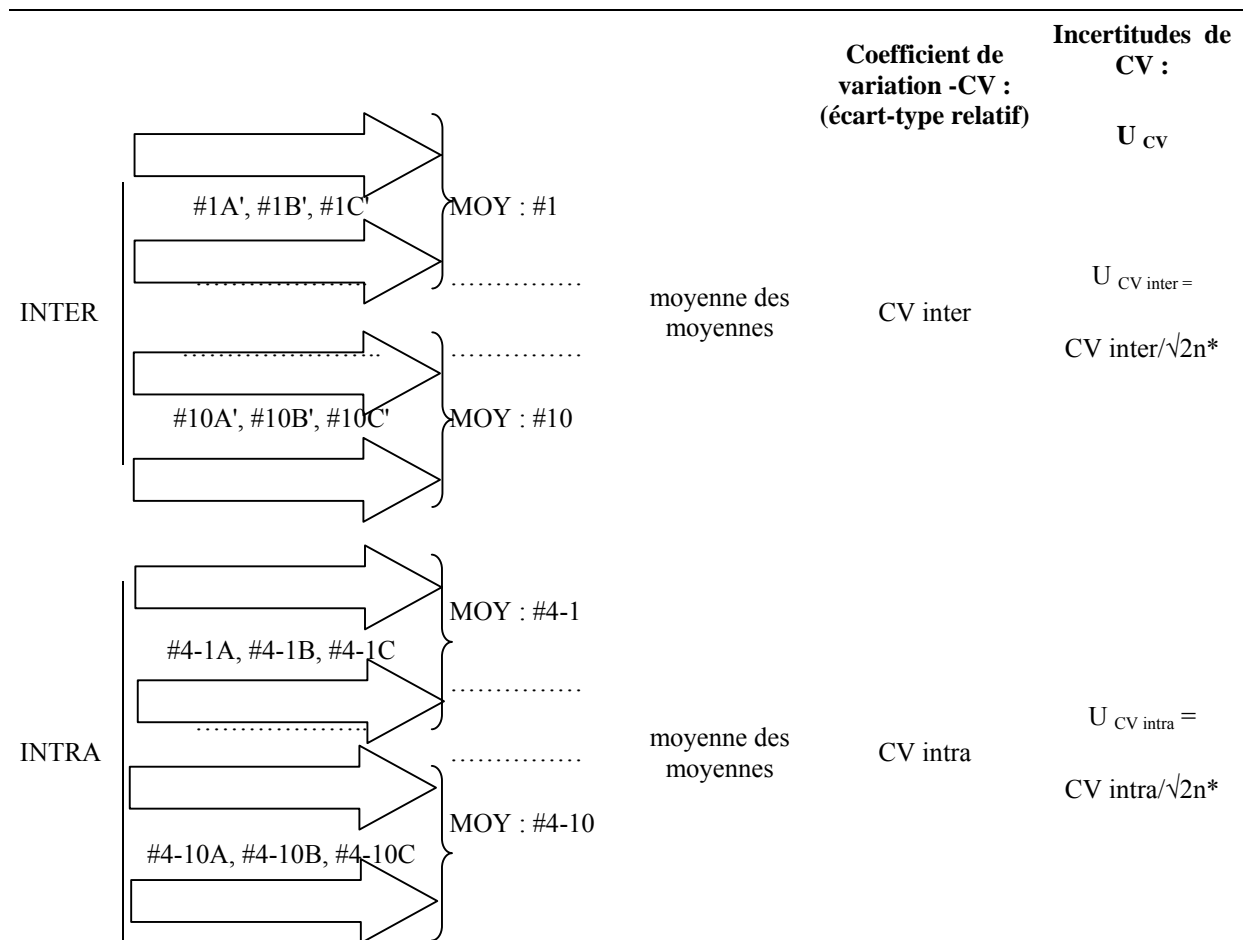 Coefficient de
variation -CV :
(écart-type relatif)
Incertitudes de
CV :
U CV
#1A', #1B', #1C'
MOY : #1
INTER
………………………
……………
moyenne des
moyennes
CV inter
U CV inter =
CV inter/√2n*
………………………
……………
#10A', #10B', #10C'
MOY : #10
MOY : #4-1
#4-1A, #4-1B, #4-1C
……………
………………………
INTRA
……………
moyenne des
moyennes
CV intra
U CV intra =
CV intra/√2n*
MOY : #4-10
#4-10A, #4-10B, #4-10C